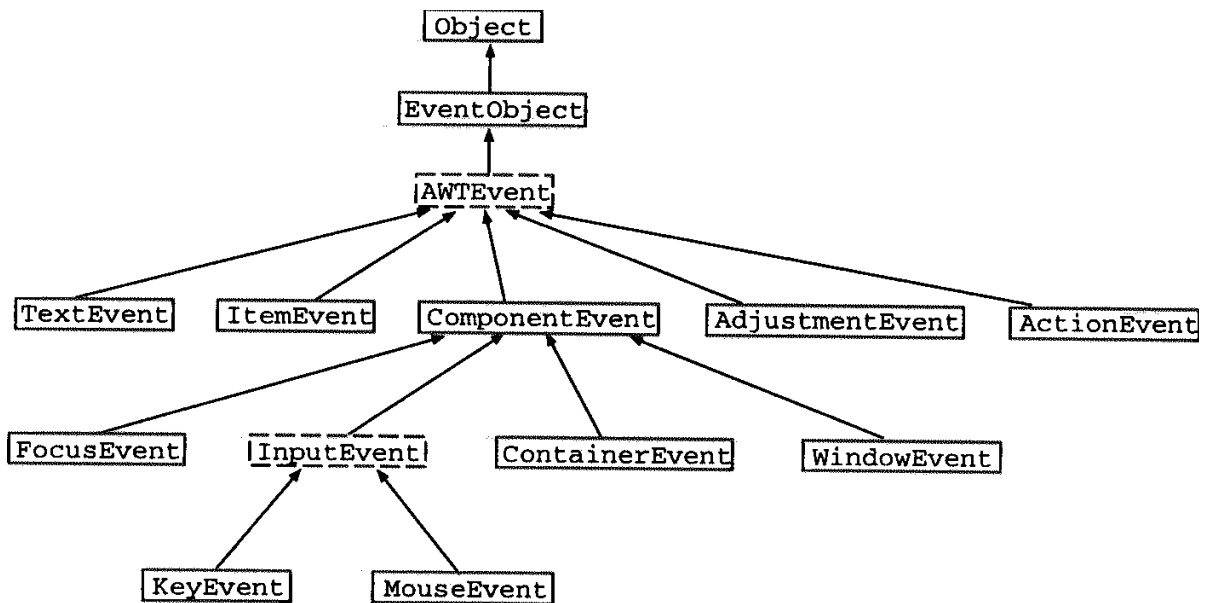 Object
EventObject
AWTEvent
TextEvent
ItemEvent
ComponentEvent
AdjustmentEvent
ActionEvent
FocusEvent
InputEvent
ContainerEvent
WindowEvent
KeyEvent
MouseEvent